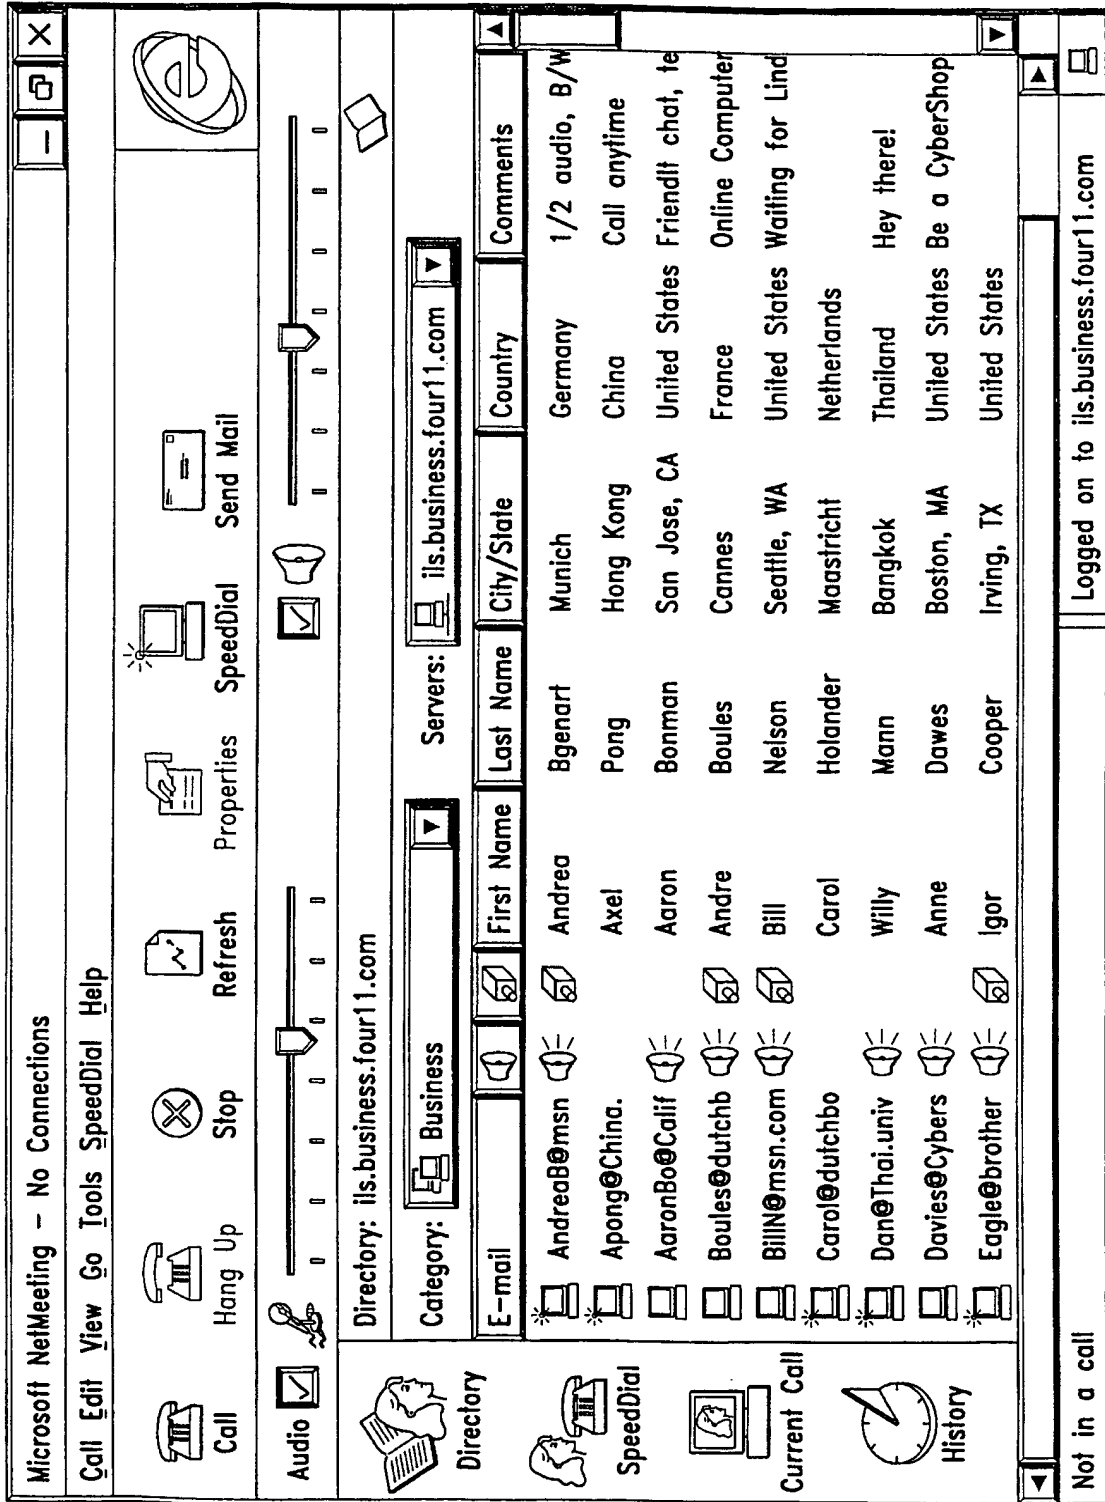 Microsoft NetMeeting – No Connections
Call Edit View Go Tools SpeedDial Help
Call Hang Up Stop Refresh Properties SpeedDial Send Mail
Audio
Directory: ils.business.four11.com
Category: Business Servers: ils.business.four11.com
E-mail First Name Last Name City/State Country Comments
AndreaB@msn Andrea Bgenart Munich Germany 1/2 audio, B/W
Apong@China. Axel Pong Hong Kong China Call anytime
AaronBo@Calif Aaron Bonman San Jose, CA United States Friendlt chat, te
Boules@dutchb Andre Boules Cannes France Online Computer
BillN@msn.com Bill Nelson Seattle, WA United States Waiting for Lind
Carol@dutchbo Carol Holander Maastricht Netherlands
Dan@Thai.univ Willy Mann Bangkok Thailand Hey there!
Davies@Cybers Anne Dawes Boston, MA United States Be a CyberShop
Eagle@brother Igor Cooper Irving, TX United States
Directory
SpeedDial
Current Call
History
Not in a call Logged on to ils.business.four11.com